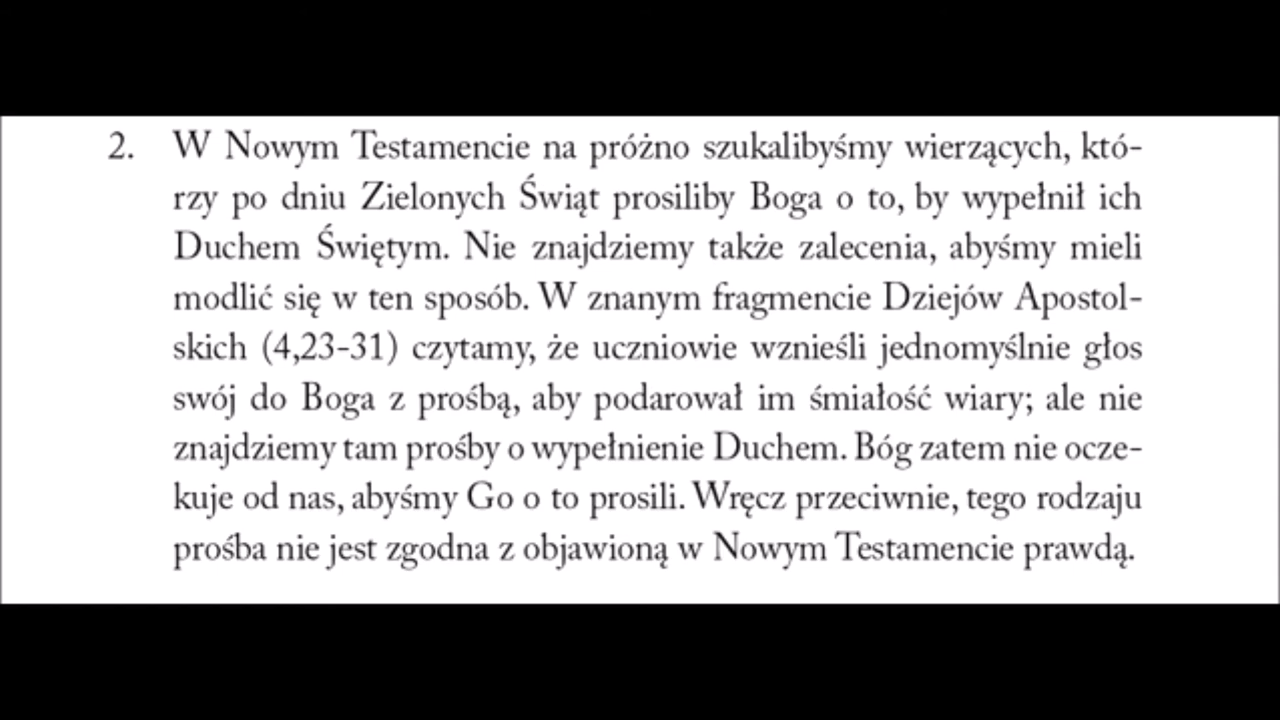 2. W Nowym Testamencie na próżno szukalibyśmy wierzących, któ-
rzy po dniu Zielonych Świąt prosiliby Boga o to, by wypełnił ich
Duchem Świętym. Nie znajdziemy także zalecenia, abyśmy mieli
modlić się w ten sposób. W znanym fragmencie Dziejów Apostol-
skich (4,23-31) czytamy, że uczniowie wznieśli jednomyślnie głos
swój do Boga z prośbą, aby podarował im śmiałość wiary; ale nie
znajdziemy tam prośby o wypełnienie Duchem. Bóg zatem nie ocze-
kuje od nas, abyśmy Go o to prosili. Wręcz przeciwnie, tego rodzaju
prośba nie jest zgodna z objawioną w Nowym Testamencie prawdą.